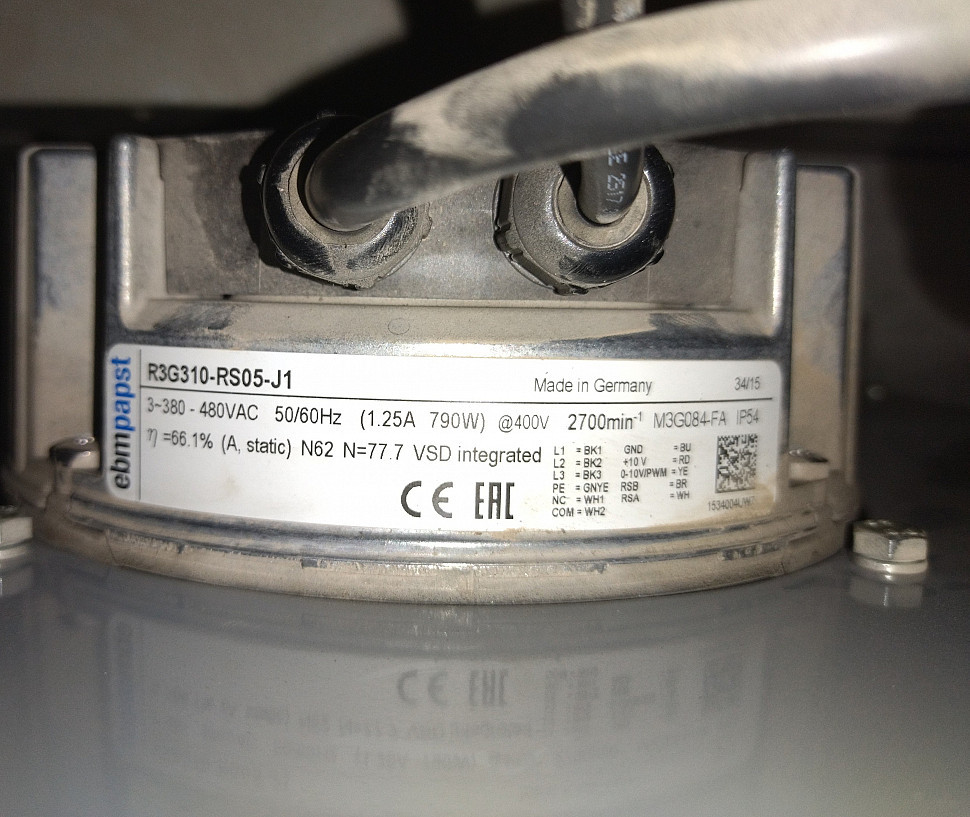 ebmpapst
R3G310-RS05-J1 Made in Germany 34/15
3~380 - 480VAC 50/60Hz (1.25A 790W) @400V 2700min⁻¹ M3G084-FA IP54
η =66.1% (A, static) N62 N=77.7 VSD integrated
L1 = BK1 GND = BU
L2 = BK2 +10 V = RD
L3 = BK3 0-10V/PWM = YE
PE = GNYE RSB = BR
NC = WH1 RSA = WH
COM = WH2
CE EAC
2517